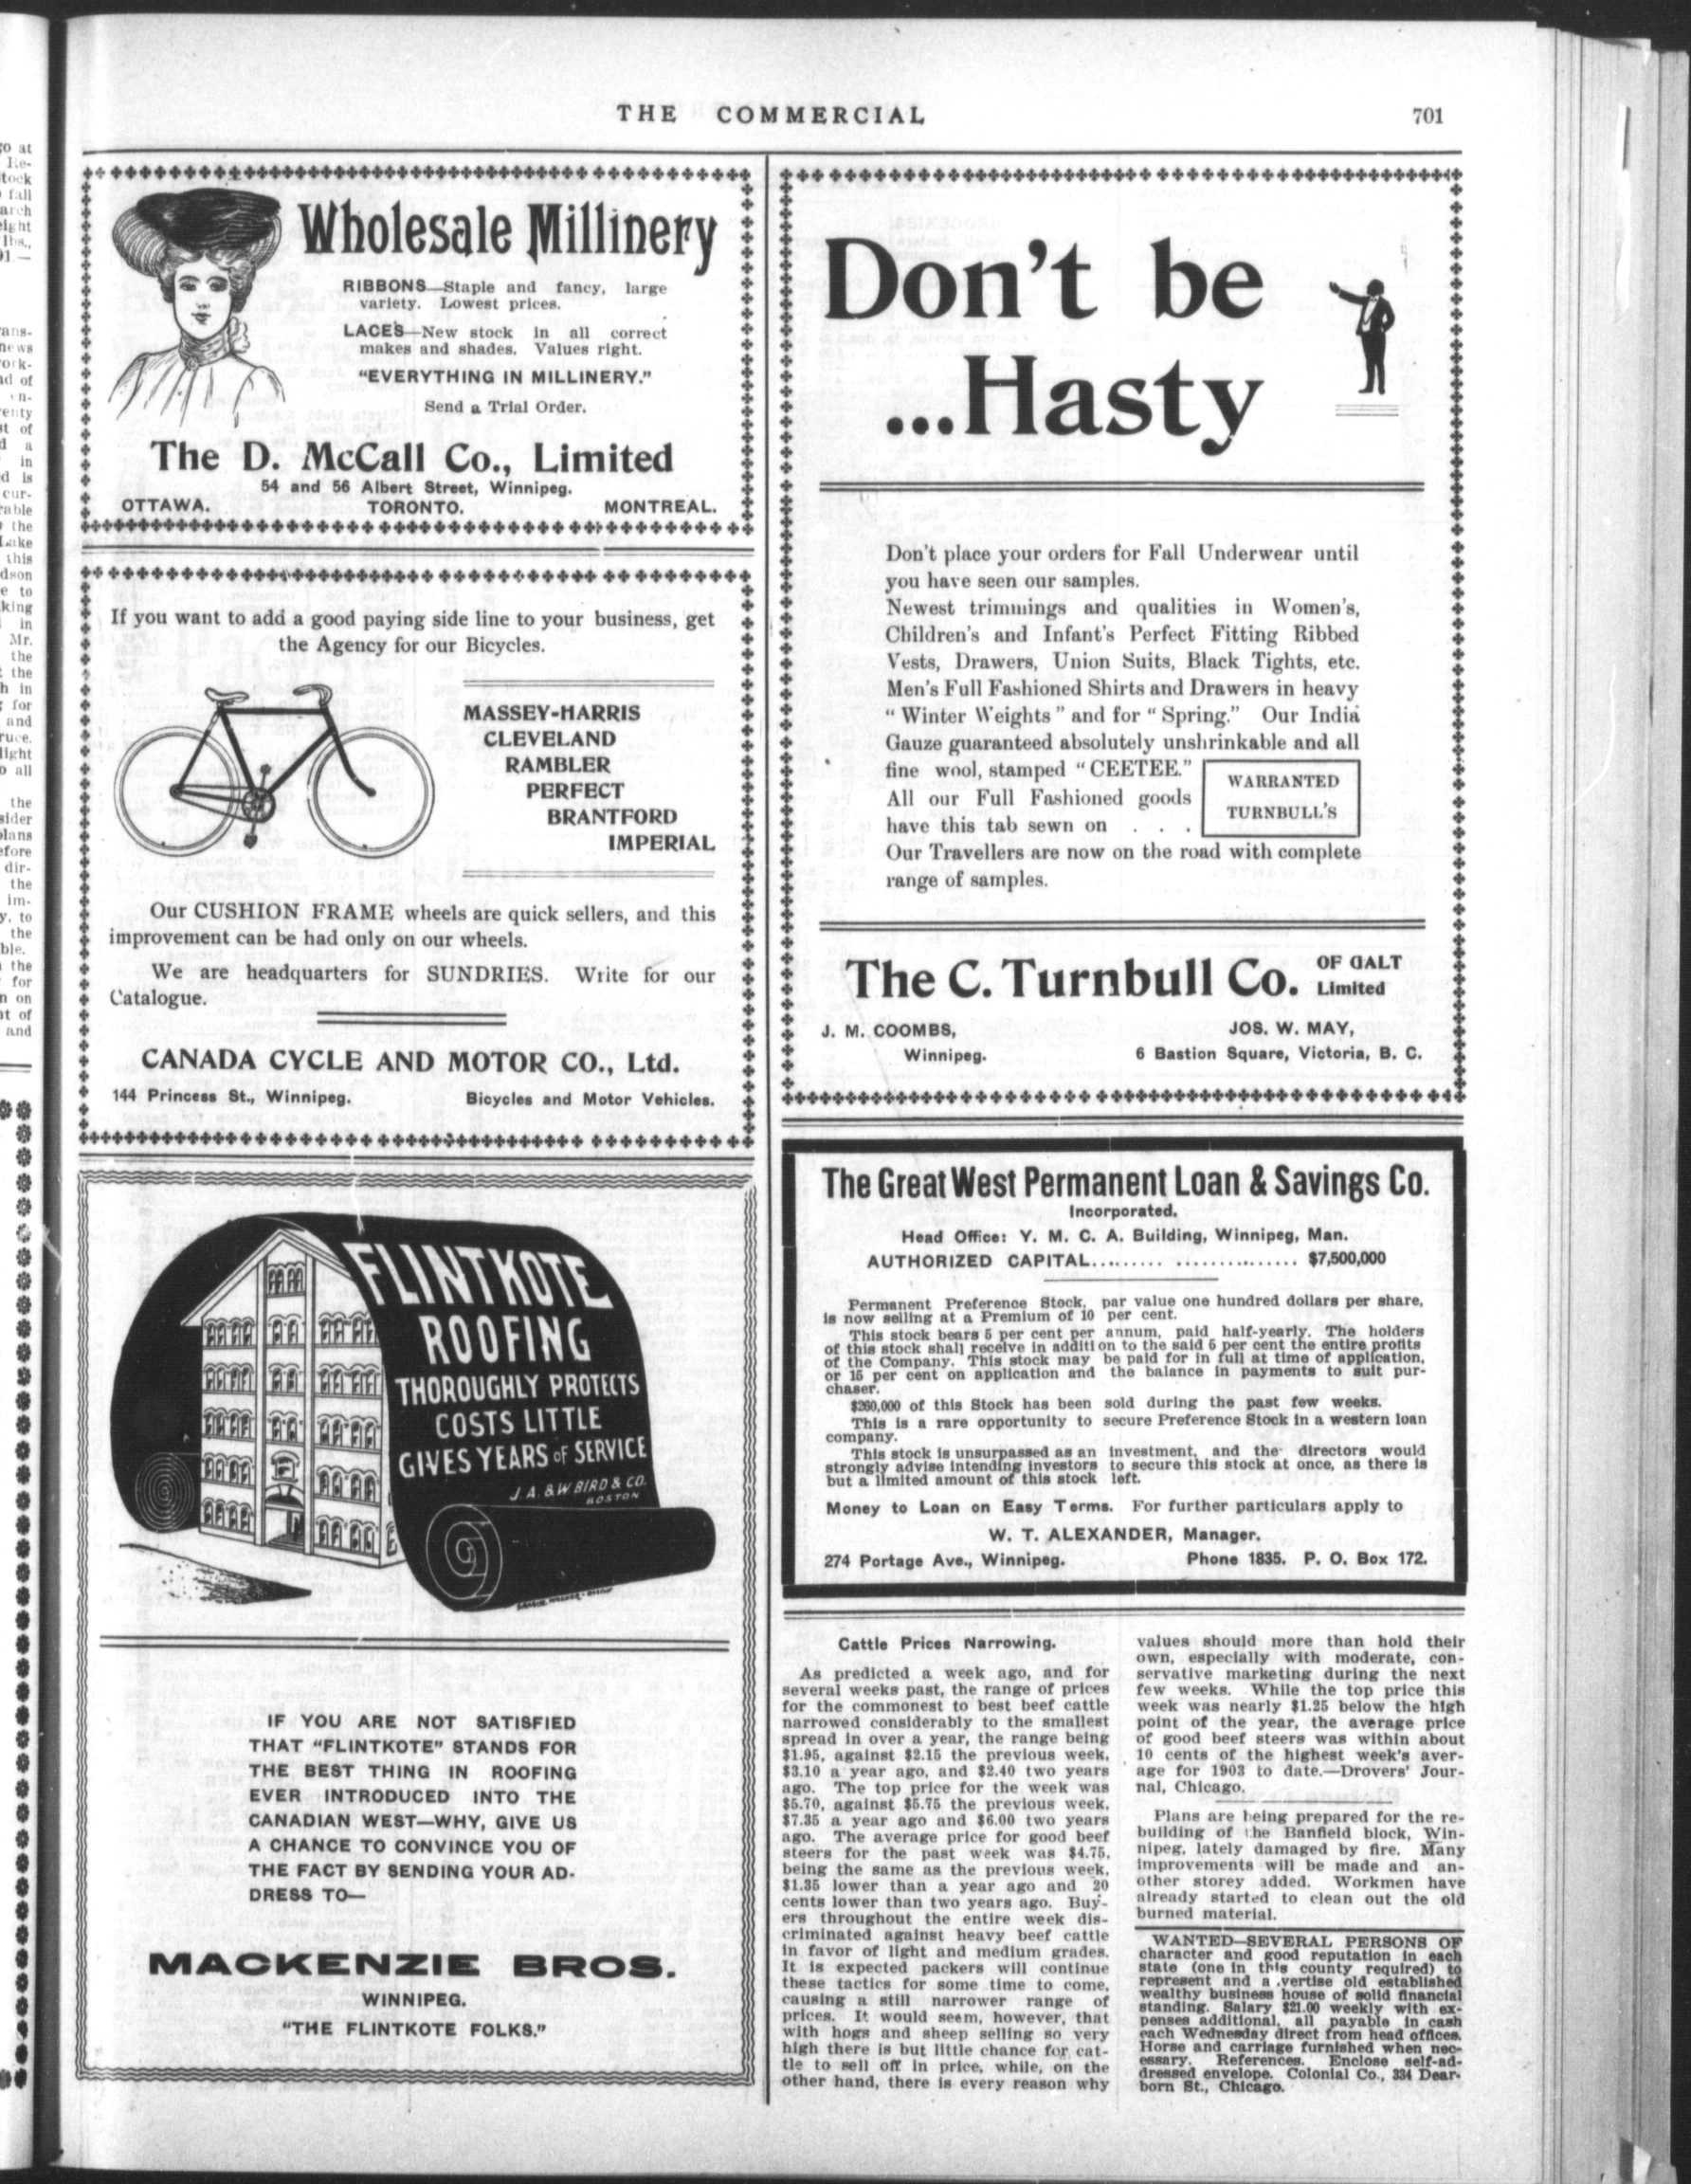 THE COMMERCIAL
701
Wholesale Millinery
RIBBONS—Staple and fancy, large
variety. Lowest prices.
LACES—New stock in all correct
makes and shades. Values right.
"EVERYTHING IN MILLINERY."
Send a Trial Order.
The D. McCall Co., Limited
54 and 56 Albert Street, Winnipeg.
OTTAWA. TORONTO. MONTREAL.
If you want to add a good paying side line to your business, get
the Agency for our Bicycles.
MASSEY-HARRIS
CLEVELAND
RAMBLER
PERFECT
BRANTFORD
IMPERIAL
Our CUSHION FRAME wheels are quick sellers, and this
improvement can be had only on our wheels.
We are headquarters for SUNDRIES. Write for our
Catalogue.
CANADA CYCLE AND MOTOR CO., Ltd.
144 Princess St., Winnipeg. Bicycles and Motor Vehicles.
FLINTKOTE
ROOFING
THOROUGHLY PROTECTS
COSTS LITTLE
GIVES YEARS OF SERVICE
J. A. & W. BIRD & CO.
BOSTON
IF YOU ARE NOT SATISFIED
THAT "FLINTKOTE" STANDS FOR
THE BEST THING IN ROOFING
EVER INTRODUCED INTO THE
CANADIAN WEST—WHY, GIVE US
A CHANCE TO CONVINCE YOU OF
THE FACT BY SENDING YOUR AD-
DRESS TO—
MACKENZIE BROS.
WINNIPEG.
"THE FLINTKOTE FOLKS."
Don't be
...Hasty
Don't place your orders for Fall Underwear until
you have seen our samples.
Newest trimmings and qualities in Women's,
Children's and Infant's Perfect Fitting Ribbed
Vests, Drawers, Union Suits, Black Tights, etc.
Men's Full Fashioned Shirts and Drawers in heavy
"Winter Weights" and for "Spring." Our India
Gauze guaranteed absolutely unshrinkable and all
fine wool, stamped "CEETEE."
All our Full Fashioned goods
have this tab sewn on . . .
WARRANTED
TURNBULL'S
Our Travellers are now on the road with complete
range of samples.
The C. Turnbull Co. OF GALT
Limited
J. M. COOMBS,
Winnipeg.
JOS. W. MAY,
6 Bastion Square, Victoria, B. C.
The Great West Permanent Loan & Savings Co.
Incorporated.
Head Office: Y. M. C. A. Building, Winnipeg, Man.
AUTHORIZED CAPITAL......... ............... $7,500,000
Permanent Preference Stock, par value one hundred dollars per share,
is now selling at a Premium of 10 per cent.
This stock bears 5 per cent per annum, paid half-yearly. The holders
of this stock shall receive in addition to the said 5 per cent the entire profits
of the Company. This stock may be paid for in full at time of application,
or 15 per cent on application and the balance in payments to suit pur-
chaser.
$260,000 of this Stock has been sold during the past few weeks.
This is a rare opportunity to secure Preference Stock in a western loan
company.
This stock is unsurpassed as an investment, and the directors would
strongly advise intending investors to secure this stock at once, as there is
but a limited amount of this stock left.
Money to Loan on Easy Terms. For further particulars apply to
W. T. ALEXANDER, Manager.
274 Portage Ave., Winnipeg. Phone 1835. P. O. Box 172.
Cattle Prices Narrowing.
As predicted a week ago, and for
several weeks past, the range of prices
for the commonest to best beef cattle
narrowed considerably to the smallest
spread in over a year, the range being
$1.95, against $2.15 the previous week,
$3.10 a year ago, and $2.40 two years
ago. The top price for the week was
$5.70, against $5.75 the previous week,
$7.35 a year ago and $6.00 two years
ago. The average price for good beef
steers for the past week was $4.75,
being the same as the previous week,
$1.35 lower than a year ago and 20
cents lower than two years ago. Buy-
ers throughout the entire week dis-
criminated against heavy beef cattle
in favor of light and medium grades.
It is expected packers will continue
these tactics for some time to come,
causing a still narrower range of
prices. It would seem, however, that
with hogs and sheep selling so very
high there is but little chance for cat-
tle to sell off in price, while, on the
other hand, there is every reason why
values should more than hold their
own, especially with moderate, con-
servative marketing during the next
few weeks. While the top price this
week was nearly $1.25 below the high
point of the year, the average price
of good beef steers was within about
10 cents of the highest week's aver-
age for 1903 to date.—Drovers' Jour-
nal, Chicago.
Plans are being prepared for the re-
building of the Banfield block, Win-
nipeg, lately damaged by fire. Many
improvements will be made and an-
other storey added. Workmen have
already started to clean out the old
burned material.
WANTED—SEVERAL PERSONS OF
character and good reputation in each
state (one in this county required) to
represent and a.vertise old established
wealthy business house of solid financial
standing. Salary $21.00 weekly with ex-
penses additional, all payable in cash
each Wednesday direct from head offices.
Horse and carriage furnished when nec-
essary. References. Enclose self-ad-
dressed envelope. Colonial Co., 334 Dear-
born St., Chicago.